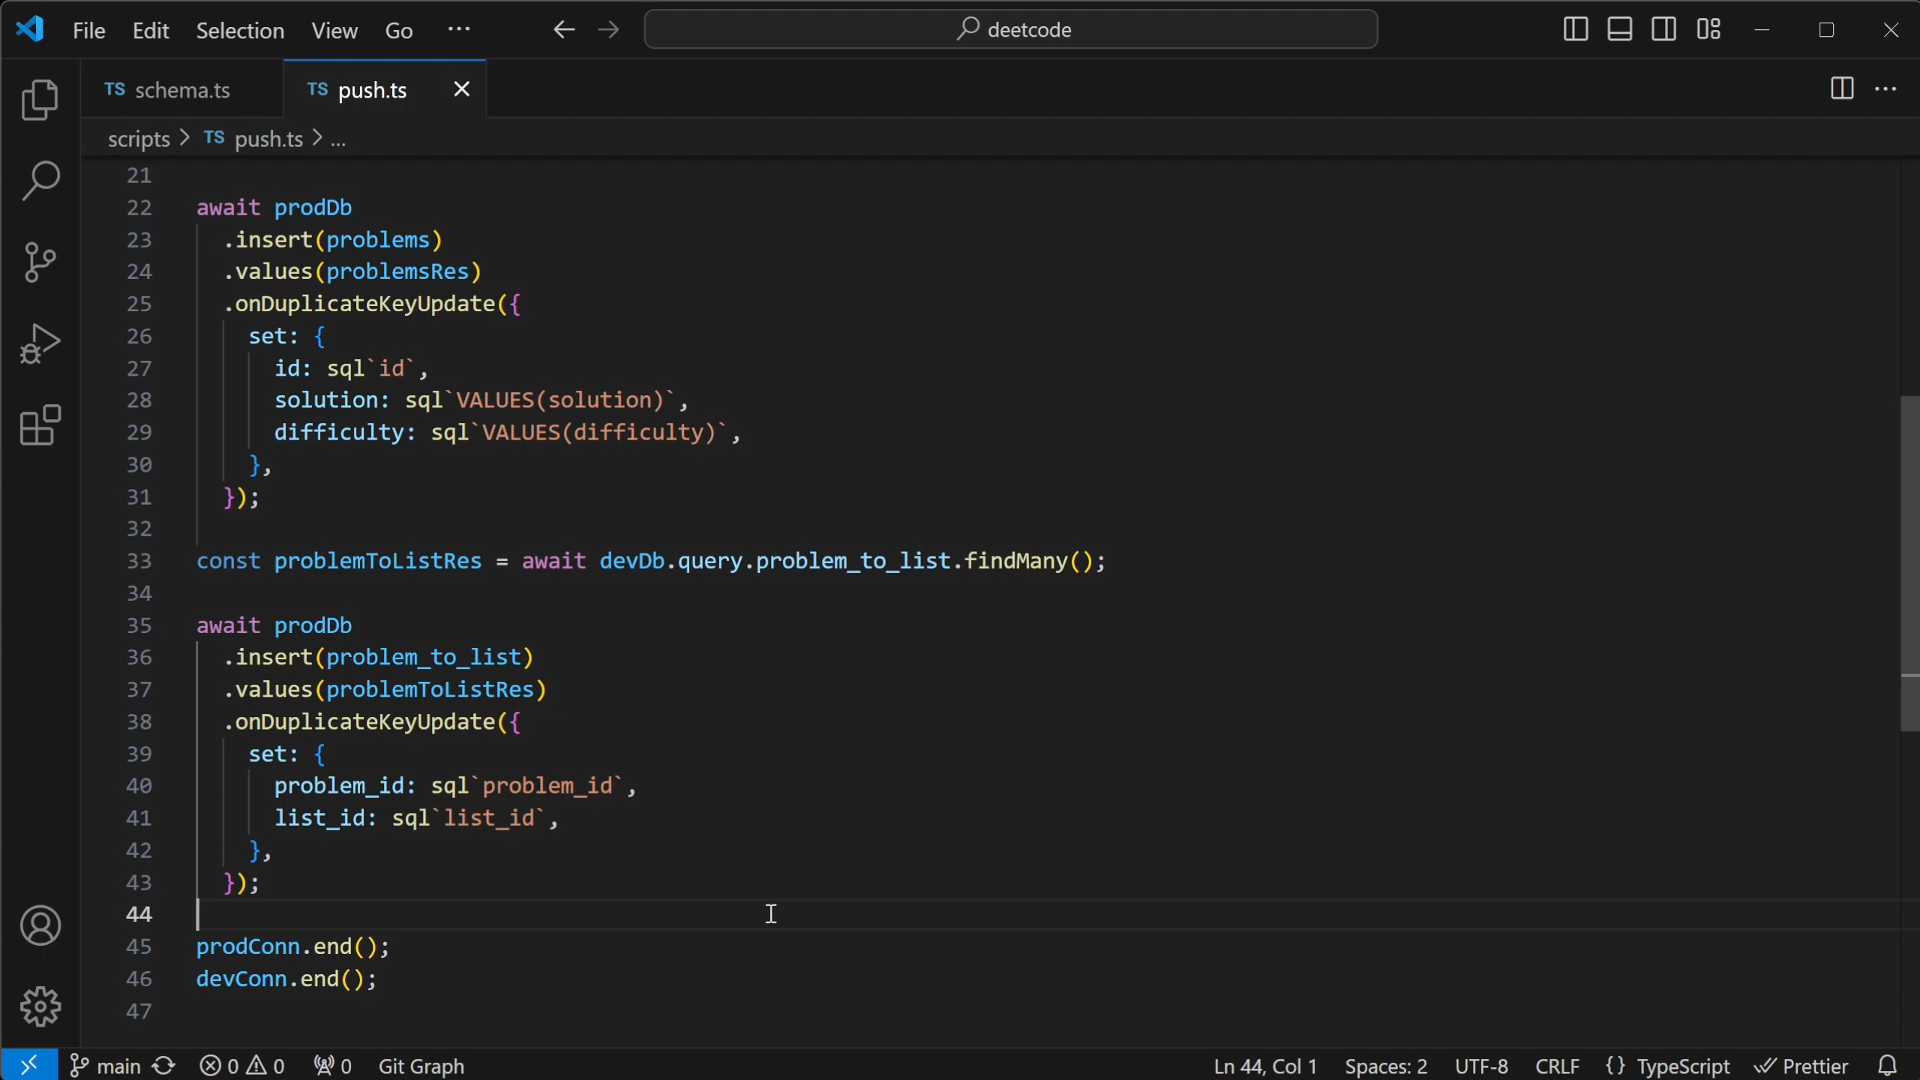 File Edit Selection View Go ··· deetcode
TS schema.ts TS push.ts
scripts > TS push.ts > ...
21
22 await prodDb
23 .insert(problems)
24 .values(problemsRes)
25 .onDuplicateKeyUpdate({
26 set: {
27 id: sql`id`,
28 solution: sql`VALUES(solution)`,
29 difficulty: sql`VALUES(difficulty)`,
30 },
31 });
32
33 const problemToListRes = await devDb.query.problem_to_list.findMany();
34
35 await prodDb
36 .insert(problem_to_list)
37 .values(problemToListRes)
38 .onDuplicateKeyUpdate({
39 set: {
40 problem_id: sql`problem_id`,
41 list_id: sql`list_id`,
42 },
43 });
44
45 prodConn.end();
46 devConn.end();
47
main 0 0 0 Git Graph Ln 44, Col 1 Spaces: 2 UTF-8 CRLF {} TypeScript Prettier